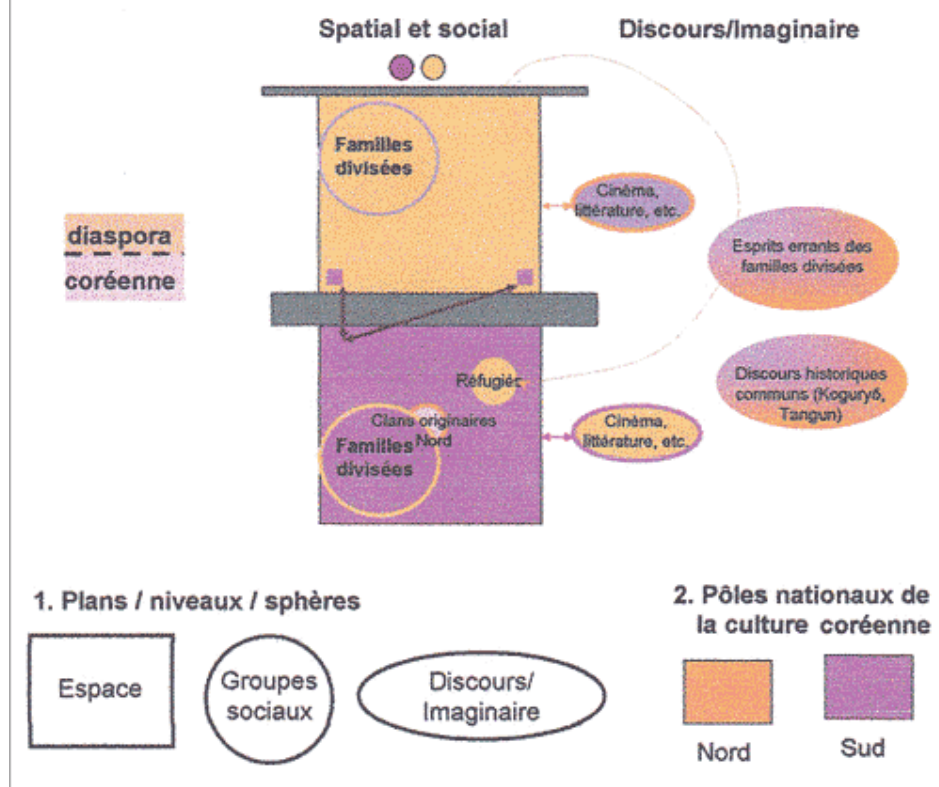 Spatial et social
Discours/Imaginaire
Familles
divisées
Cinéma,
littérature, etc.
diaspora
coréenne
Esprits errants des
familles divisées
Réfugiés
Discours historiques
communs (Koguryŏ,
Tangun)
Clans originaires
Nord
Familles
divisées
Cinéma,
littérature, etc.
1. Plans / niveaux / sphères
Espace
Groupes
sociaux
Discours/
Imaginaire
2. Pôles nationaux de
la culture coréenne
Nord
Sud